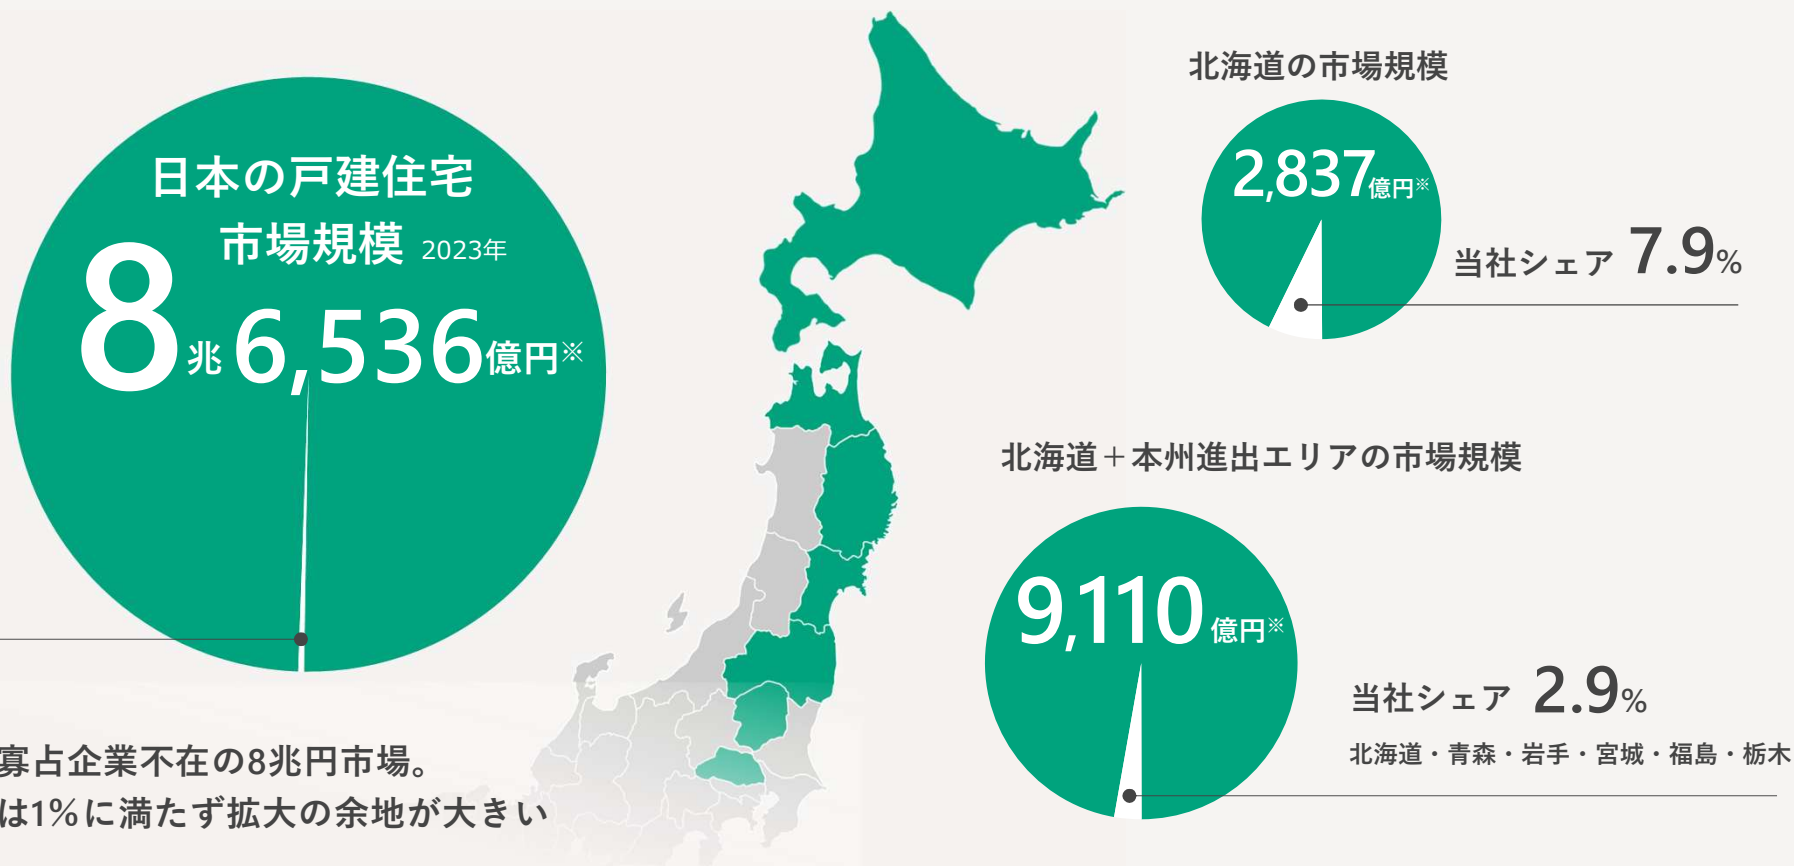 日本の戸建住宅
市場規模 2023年
8兆6,536億円※
寡占企業不在の8兆円市場。
は1%に満たず拡大の余地が大きい
北海道の市場規模
2,837億円※
当社シェア 7.9%
北海道＋本州進出エリアの市場規模
9,110億円※
当社シェア 2.9%
北海道・青森・岩手・宮城・福島・栃木